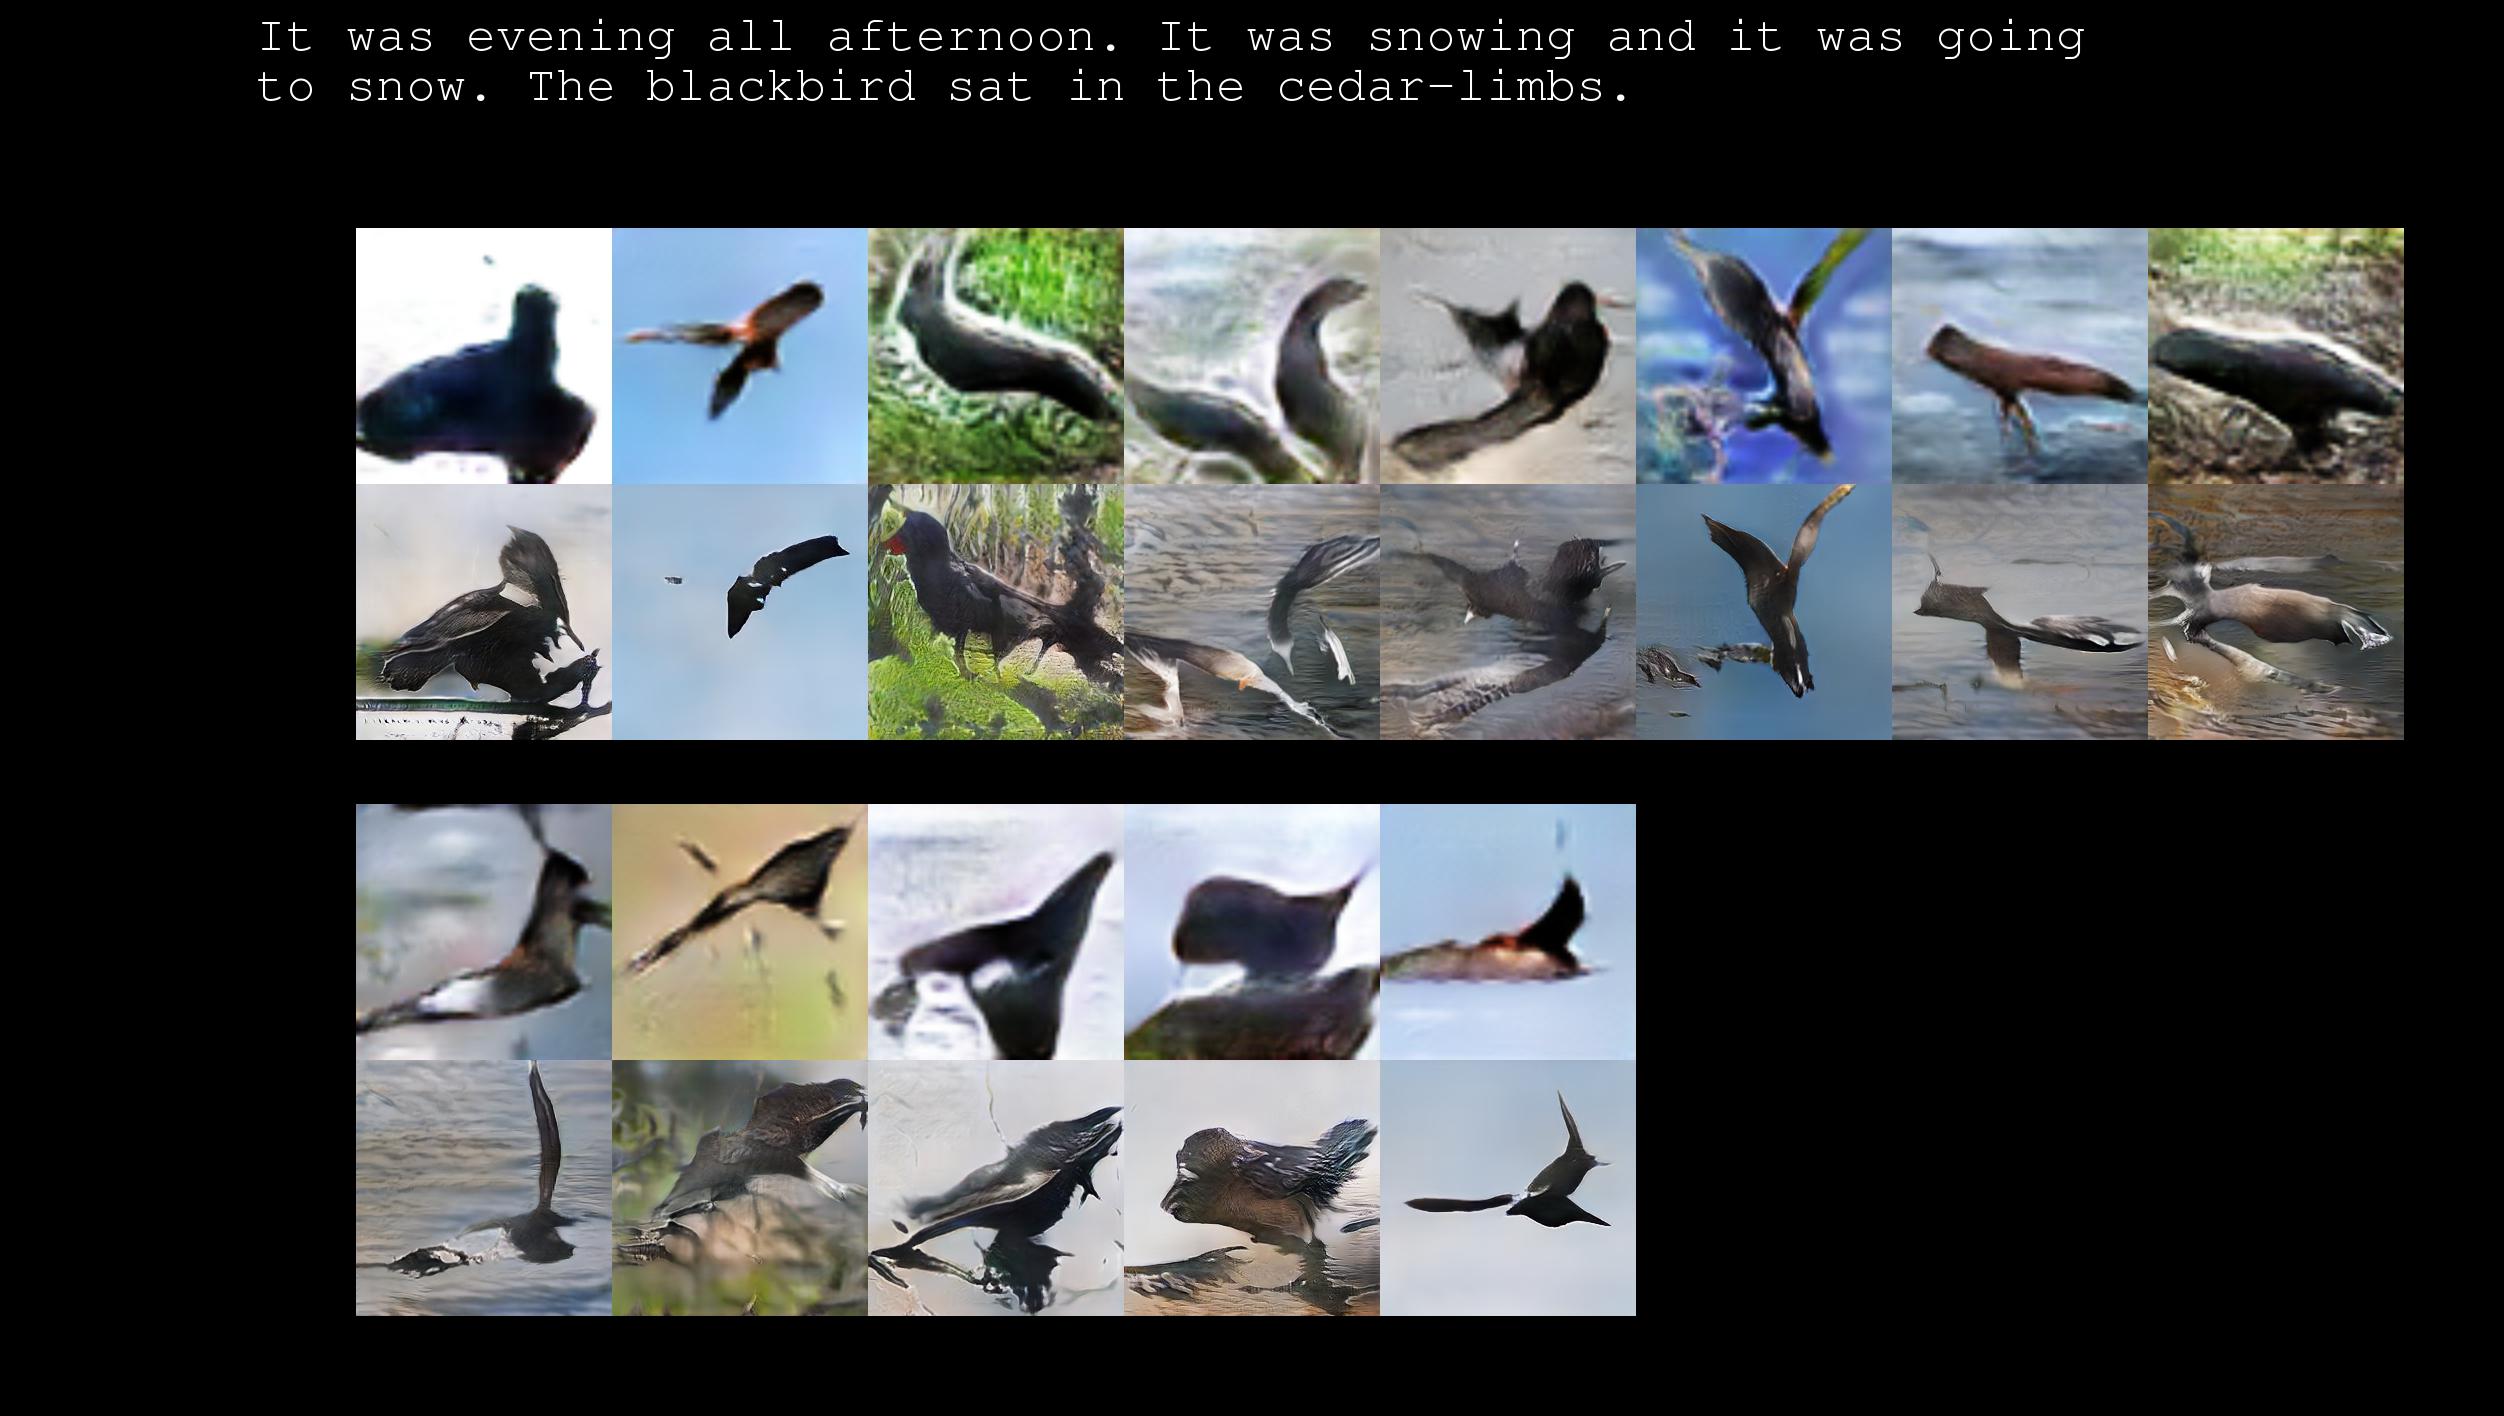 It was evening all afternoon. It was snowing and it was going
to snow. The blackbird sat in the cedar-limbs.